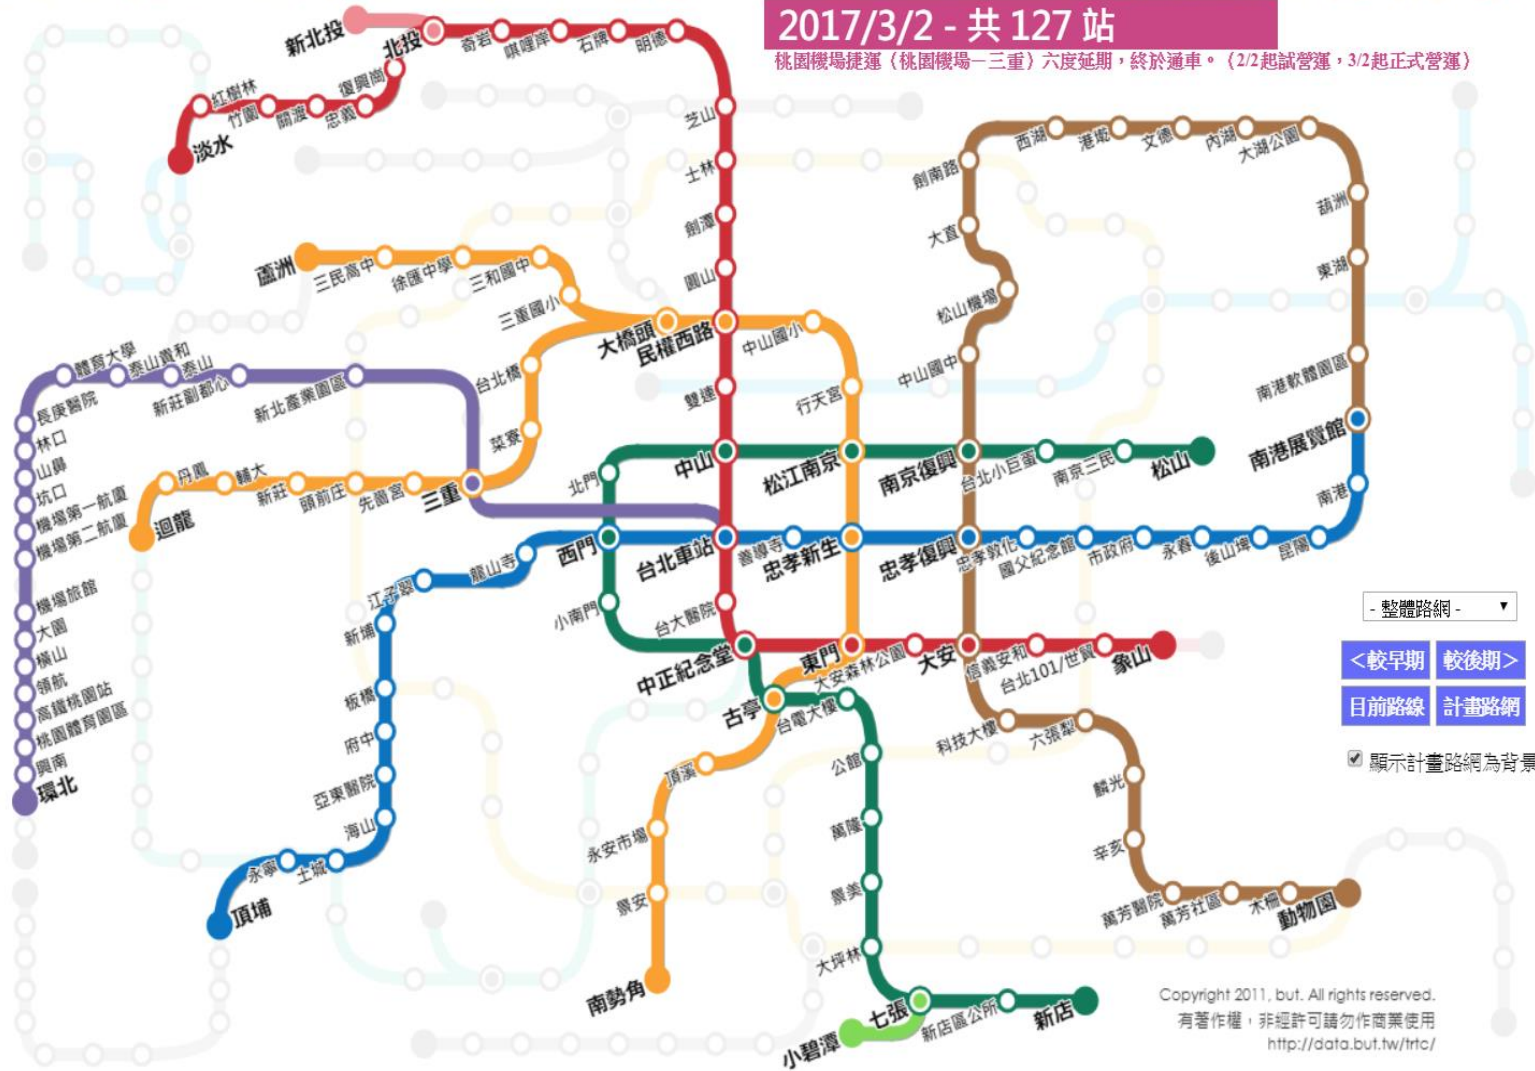 2017/3/2 - 共 127 站
桃園機場捷運〈桃園機場－三重〉六度延期，終於通車。〈2/2起試營運，3/2起正式營運〉
新北投
北投
奇岩
唭哩岸
石牌
明德
復興崗
忠義
關渡
竹圍
紅樹林
淡水
芝山
士林
劍潭
圓山
民權西路
雙連
中山
台北車站
台大醫院
中正紀念堂
東門
大安森林公園
大安
信義安和
台北101/世貿
象山
蘆洲
三民高中
徐匯中學
三和國中
三重國小
大橋頭
中山國小
行天宮
松江南京
忠孝新生
台北橋
菜寮
三重
先嗇宮
頭前庄
新莊
輔大
丹鳳
迴龍
古亭
頂溪
永安市場
景安
南勢角
體育大學
泰山貴和
泰山
新莊副都心
新北產業園區
長庚醫院
林口
山鼻
坑口
機場第一航廈
機場第二航廈
機場旅館
大園
橫山
領航
高鐵桃園站
桃園體育園區
興南
環北
北門
西門
小南門
南京復興
台北小巨蛋
南京三民
松山
台電大樓
公館
萬隆
景美
大坪林
七張
新店區公所
新店
小碧潭
龍山寺
江子翠
新埔
板橋
府中
亞東醫院
海山
土城
永寧
頂埔
善導寺
忠孝復興
忠孝敦化
國父紀念館
市政府
永春
後山埤
昆陽
南港
南港展覽館
南港軟體園區
東湖
葫洲
大湖公園
內湖
文德
港墘
西湖
劍南路
大直
松山機場
中山國中
科技大樓
六張犁
麟光
辛亥
萬芳醫院
萬芳社區
木柵
動物園
- 整體路網 -
＜較早期
較後期＞
目前路線
計畫路網
顯示計畫路網為背景
Copyright 2011, but. All rights reserved.
有著作權，非經許可請勿作商業使用
http://data.but.tw/trtc/